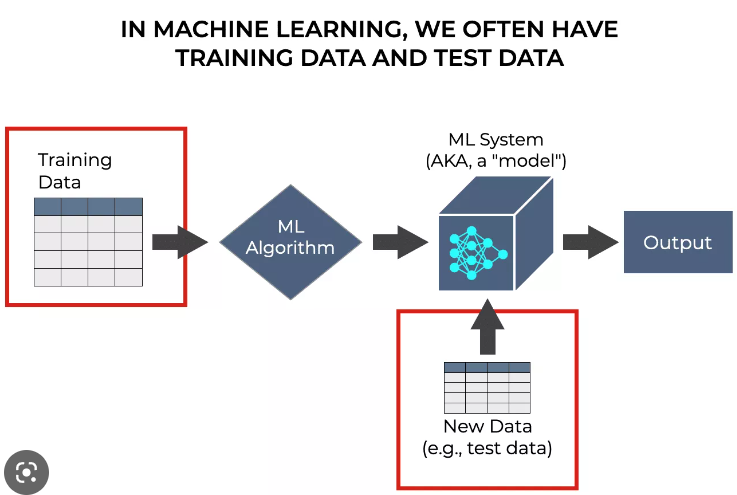 IN MACHINE LEARNING, WE OFTEN HAVE
TRAINING DATA AND TEST DATA
Training
Data
ML
Algorithm
ML System
(AKA, a "model")
Output
New Data
(e.g., test data)